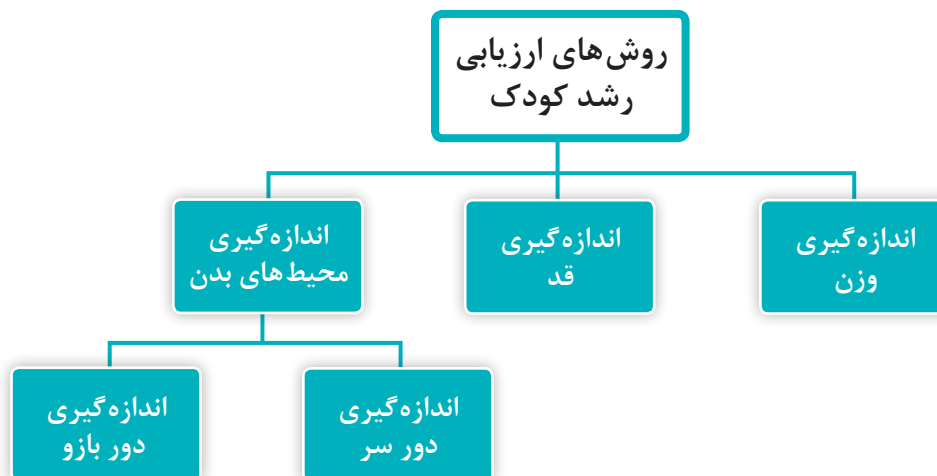 روش‌های ارزیابی
رشد کودک
اندازه‌گیری
وزن
اندازه‌گیری
قد
اندازه‌گیری
محیط‌های بدن
اندازه‌گیری
دور سر
اندازه‌گیری
دور بازو